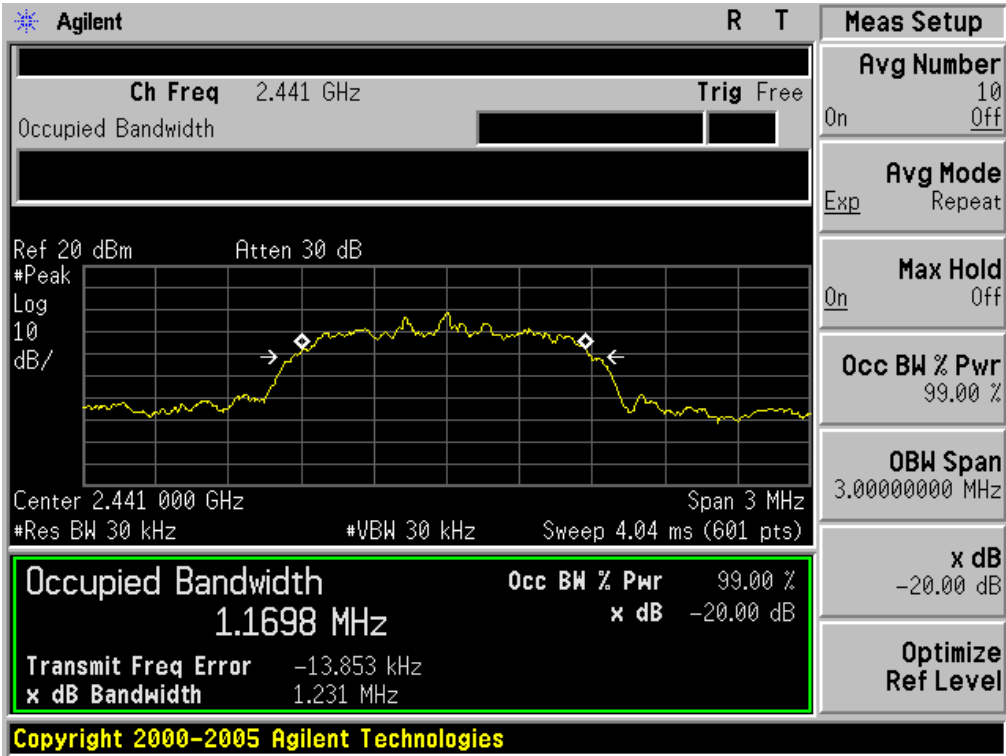 Agilent R T
Ch Freq 2.441 GHz Trig Free
Occupied Bandwidth
Ref 20 dBm Atten 30 dB
#Peak
Log
10
dB/
Center 2.441 000 GHz Span 3 MHz
#Res BW 30 kHz #VBW 30 kHz Sweep 4.04 ms (601 pts)
Occupied Bandwidth Occ BW % Pwr 99.00 %
1.1698 MHz x dB -20.00 dB
Transmit Freq Error -13.853 kHz
x dB Bandwidth 1.231 MHz
Copyright 2000-2005 Agilent Technologies
Meas Setup
Avg Number
10
On Off
Avg Mode
Exp Repeat
Max Hold
On Off
Occ BW % Pwr
99.00 %
OBW Span
3.00000000 MHz
x dB
-20.00 dB
Optimize
Ref Level